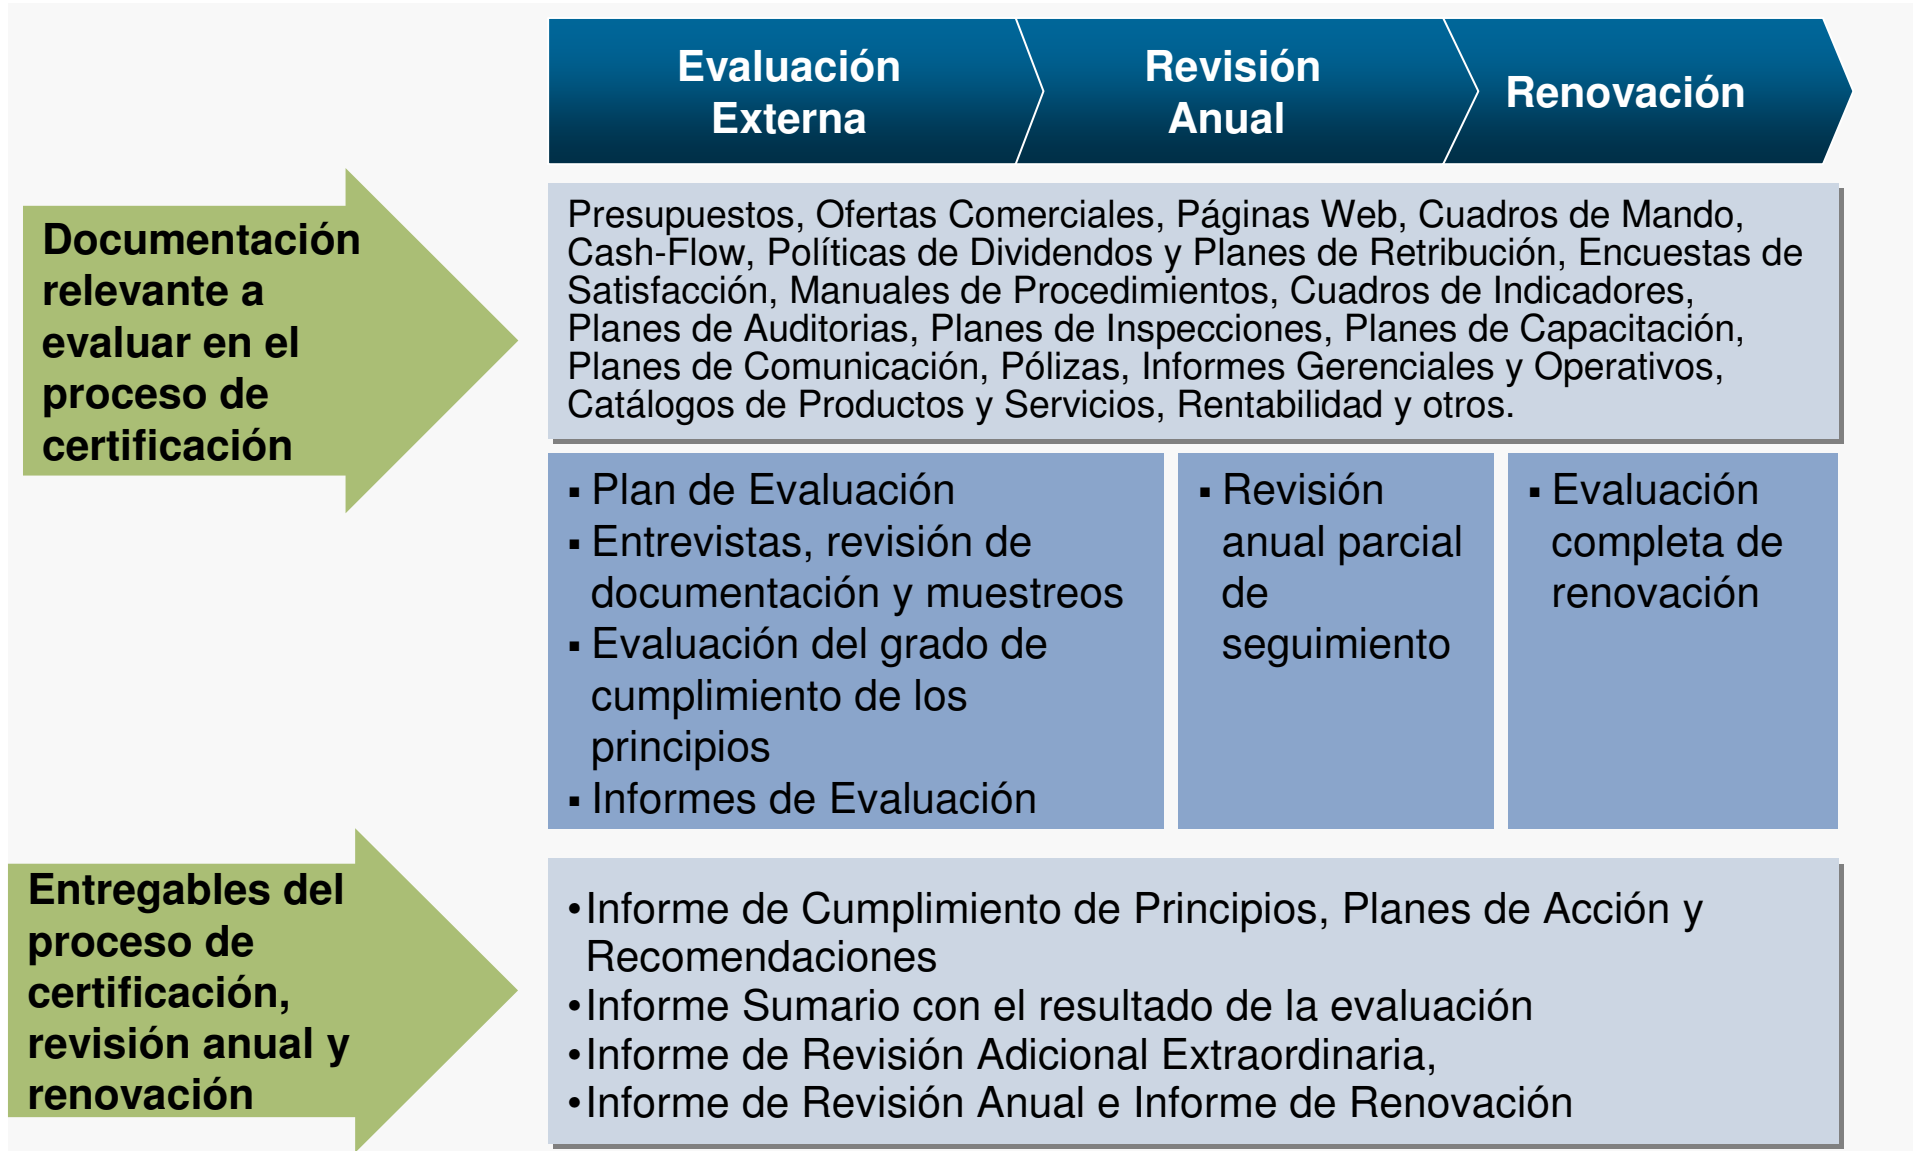 Evaluación
Externa
Revisión
Anual
Renovación
Documentación
relevante a
evaluar en el
proceso de
certificación
Presupuestos, Ofertas Comerciales, Páginas Web, Cuadros de Mando,
Cash-Flow, Políticas de Dividendos y Planes de Retribución, Encuestas de
Satisfacción, Manuales de Procedimientos, Cuadros de Indicadores,
Planes de Auditorias, Planes de Inspecciones, Planes de Capacitación,
Planes de Comunicación, Pólizas, Informes Gerenciales y Operativos,
Catálogos de Productos y Servicios, Rentabilidad y otros.
▪ Plan de Evaluación
▪ Entrevistas, revisión de
documentación y muestreos
▪ Evaluación del grado de
cumplimiento de los
principios
▪ Informes de Evaluación
▪ Revisión
anual parcial
de
seguimiento
▪ Evaluación
completa de
renovación
Entregables del
proceso de
certificación,
revisión anual y
renovación
•Informe de Cumplimiento de Principios, Planes de Acción y
Recomendaciones
•Informe Sumario con el resultado de la evaluación
•Informe de Revisión Adicional Extraordinaria,
•Informe de Revisión Anual e Informe de Renovación